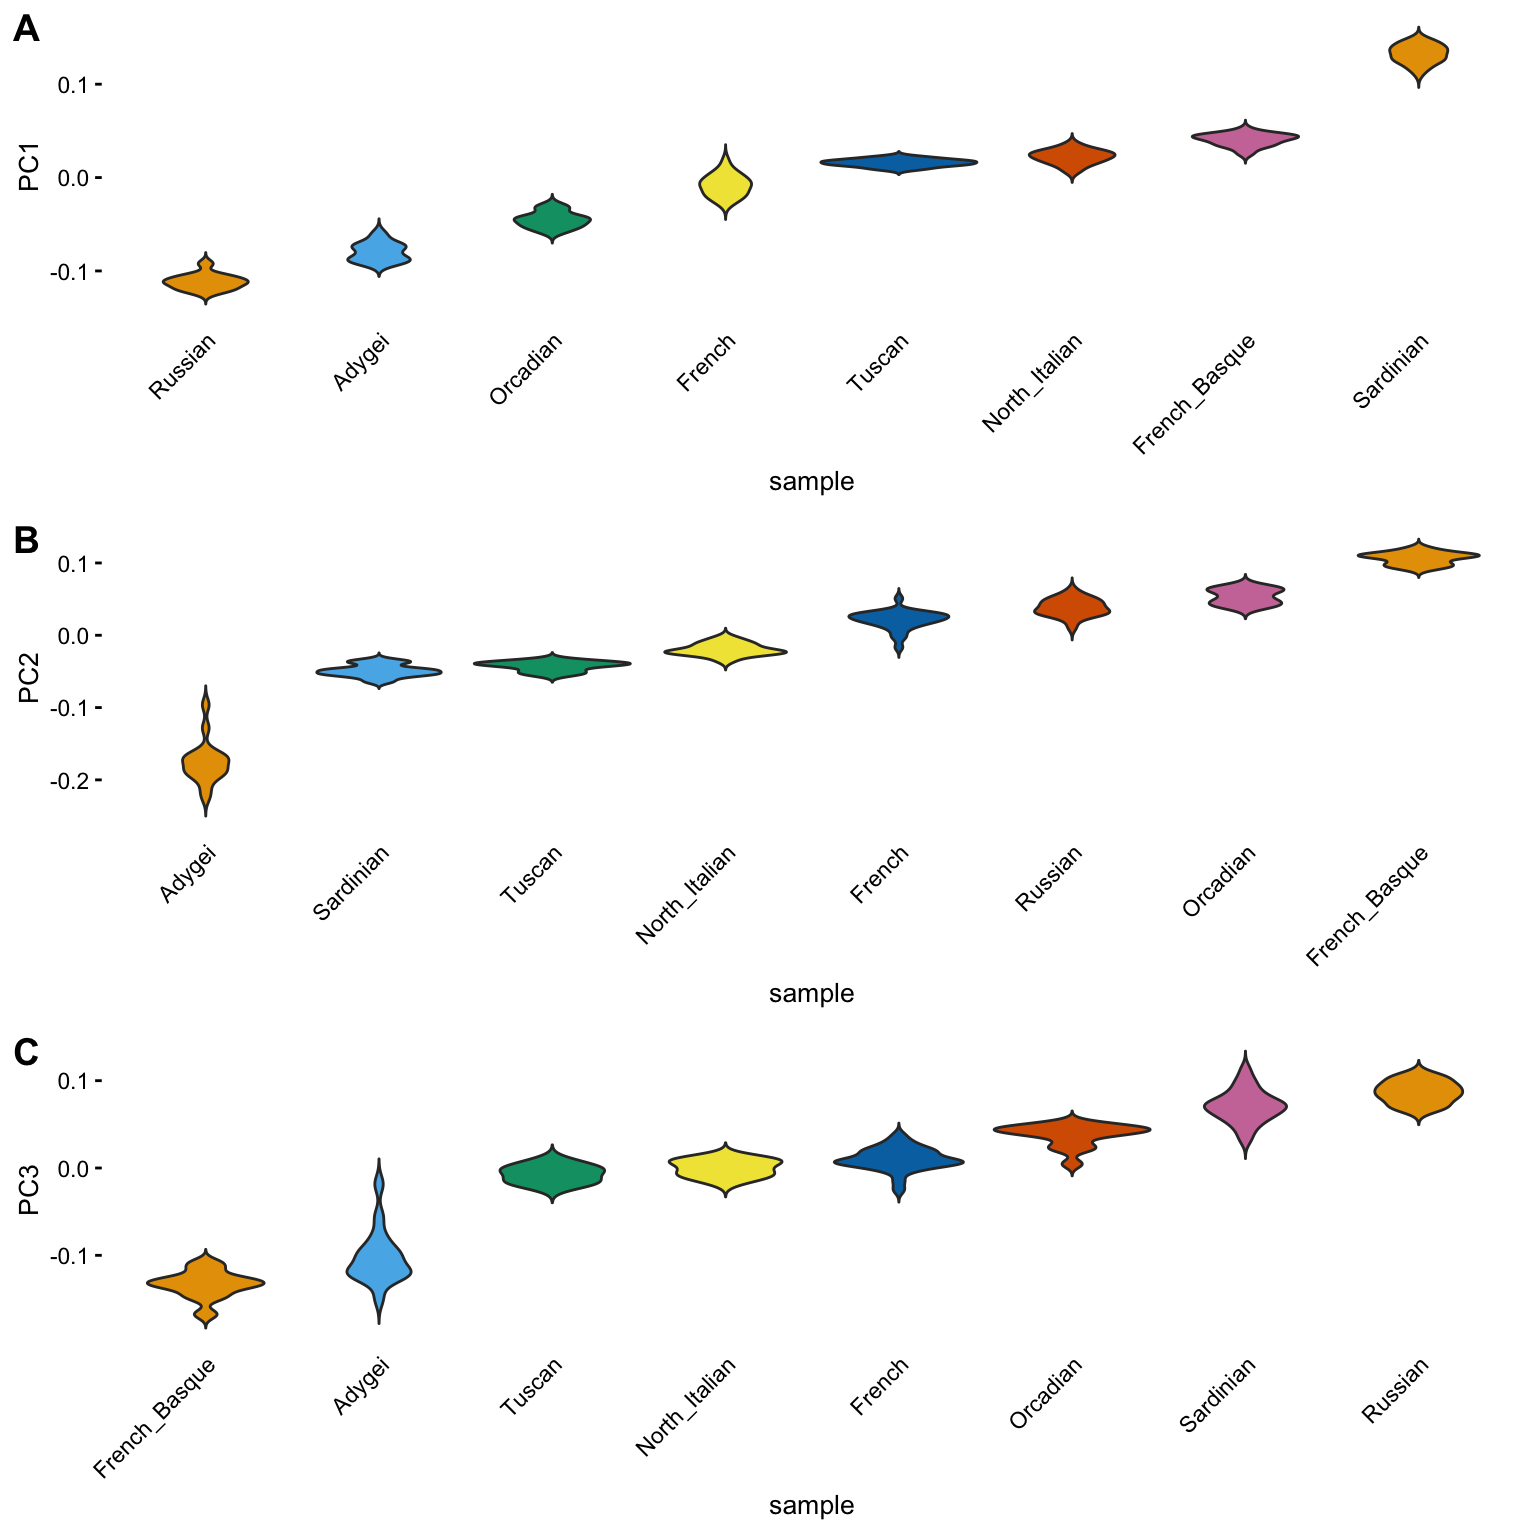 A
0.1
0.0
-0.1
PC1
Russian
Adygei
Orcadian
French
Tuscan
North_Italian
French_Basque
Sardinian
sample
B
0.1
0.0
-0.1
-0.2
PC2
Adygei
Sardinian
Tuscan
North_Italian
French
Russian
Orcadian
French_Basque
sample
C
0.1
0.0
-0.1
PC3
French_Basque
Adygei
Tuscan
North_Italian
French
Orcadian
Sardinian
Russian
sample